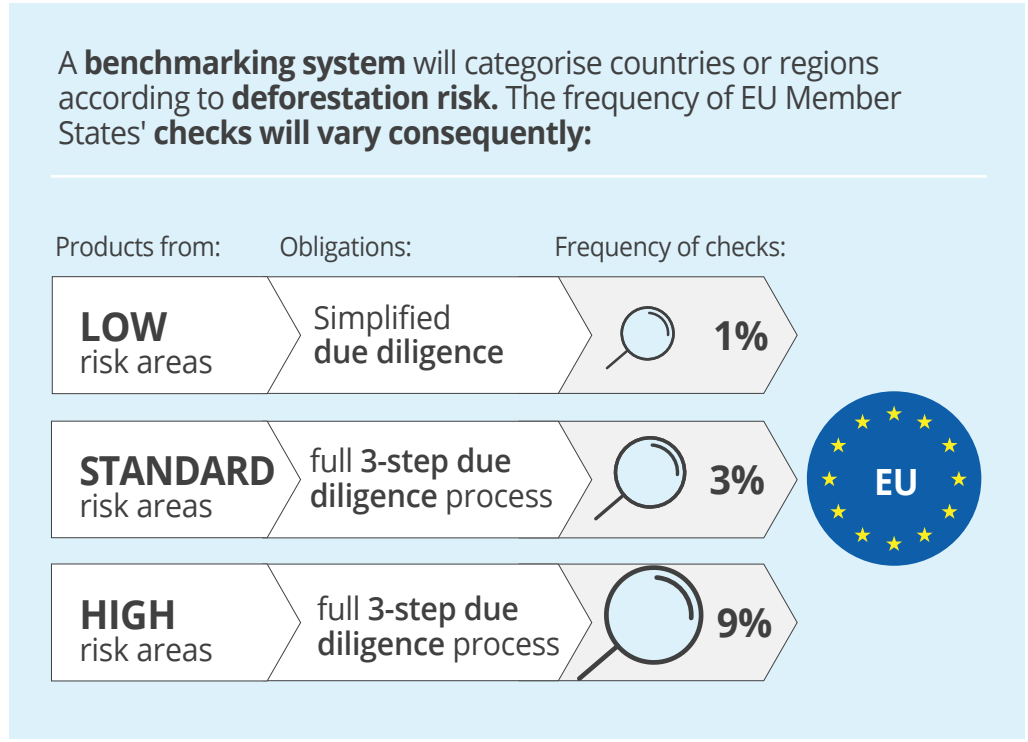 A benchmarking system will categorise countries or regions
according to deforestation risk. The frequency of EU Member
States' checks will vary consequently:
Products from:
Obligations:
Frequency of checks:
LOW
risk areas
Simplified
due diligence
1%
STANDARD
risk areas
full 3-step due
diligence process
3%
EU
HIGH
risk areas
full 3-step due
diligence process
9%